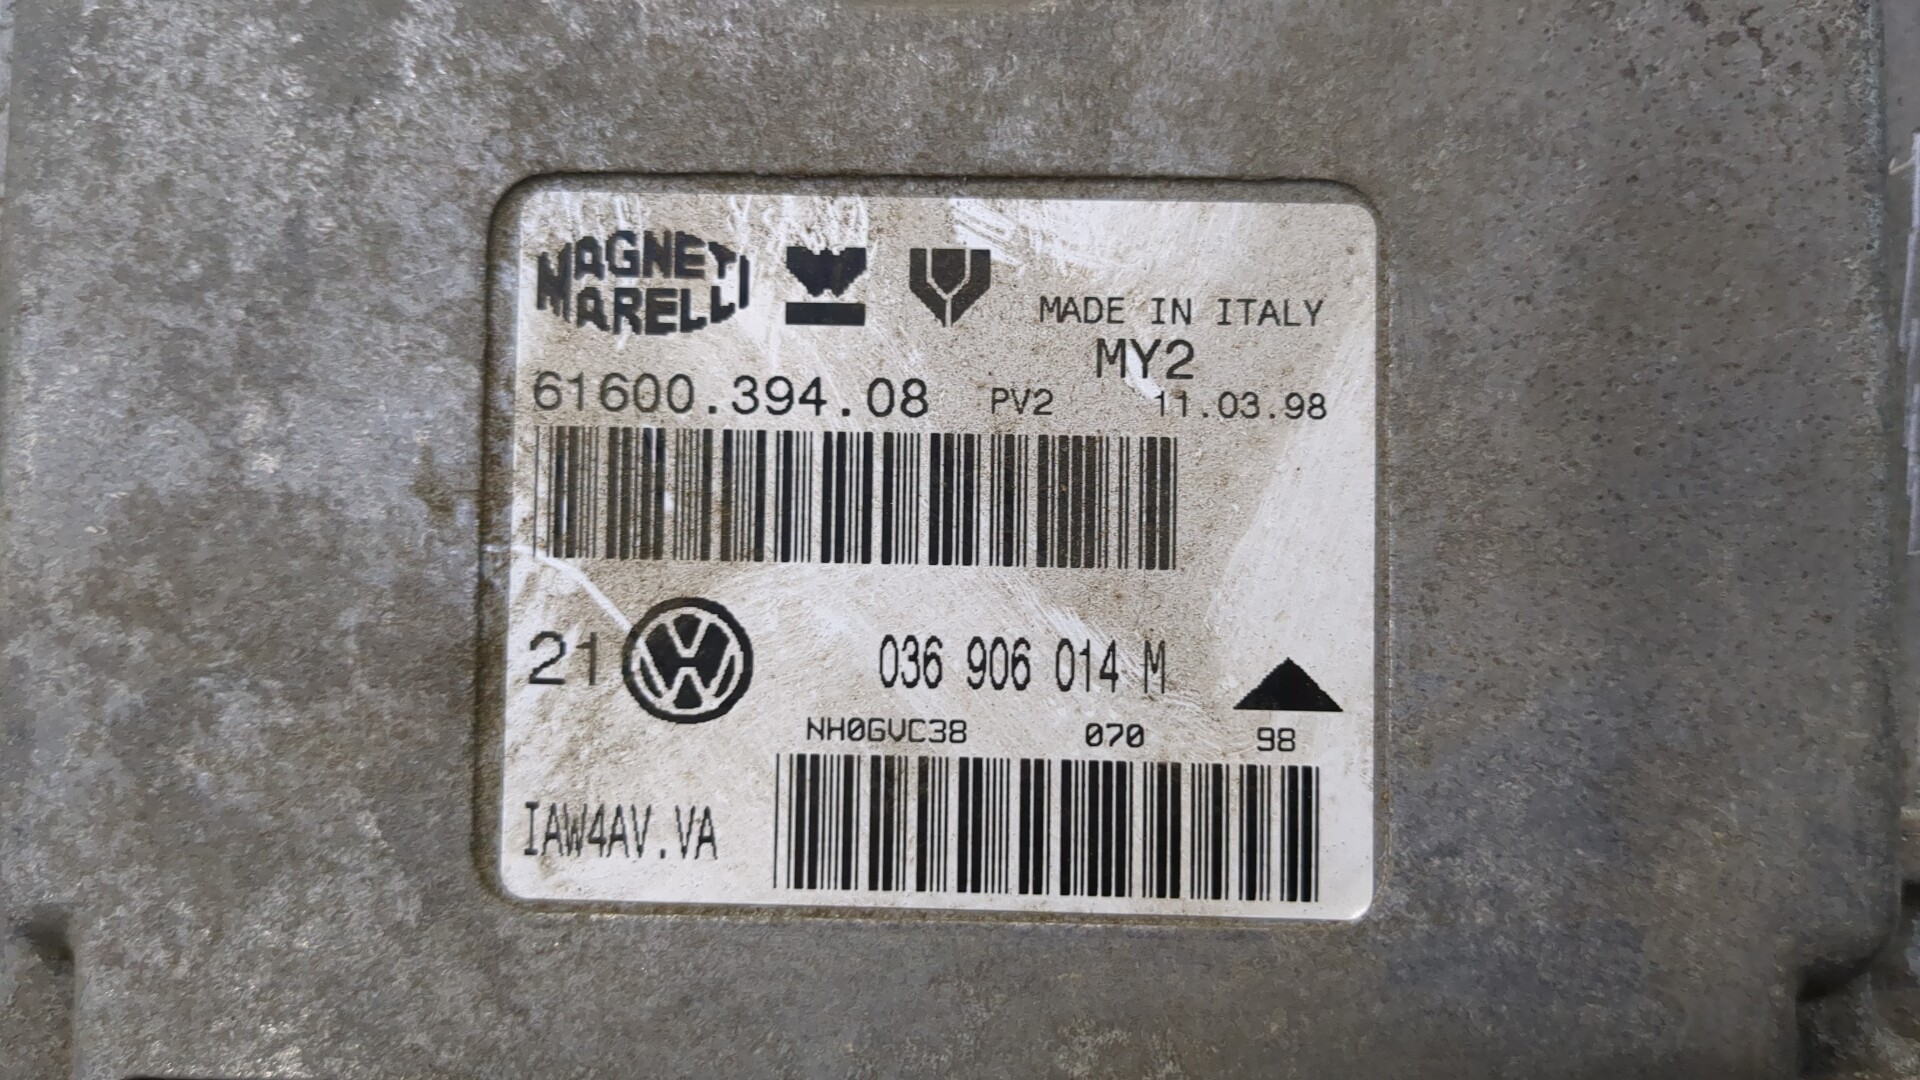 MAGNETI
MARELLI
MADE IN ITALY
MY2
61600.394.08 PV2 11.03.98
21 036 906 014 M
NH0GVC38 070 98
IAW4AV.VA